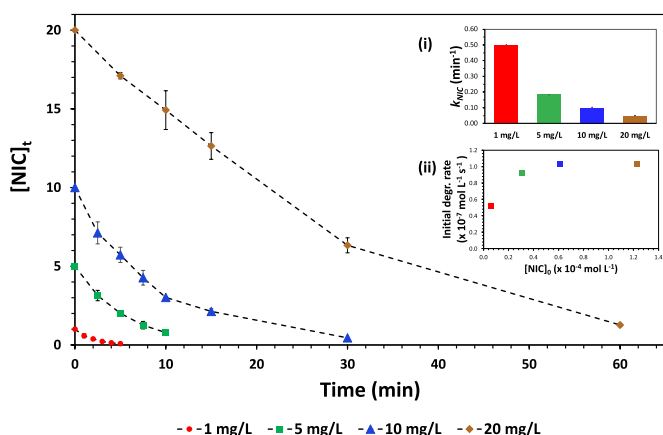 [NIC]t
20
15
10
5
0
0
10
20
30
40
50
60
Time (min)
(i)
kNIC (min-1)
0.60
0.50
0.40
0.30
0.20
0.10
0.00
1 mg/L
5 mg/L
10 mg/L
20 mg/L
(ii)
Initial degr. rate
(x 10-7 mol L-1 s-1)
1.2
1.0
0.8
0.6
0.4
0.2
0.0
0.0
0.2
0.4
0.6
0.8
1.0
1.2
1.4
[NIC]0 (x 10-4 mol L-1)
1 mg/L
5 mg/L
10 mg/L
20 mg/L